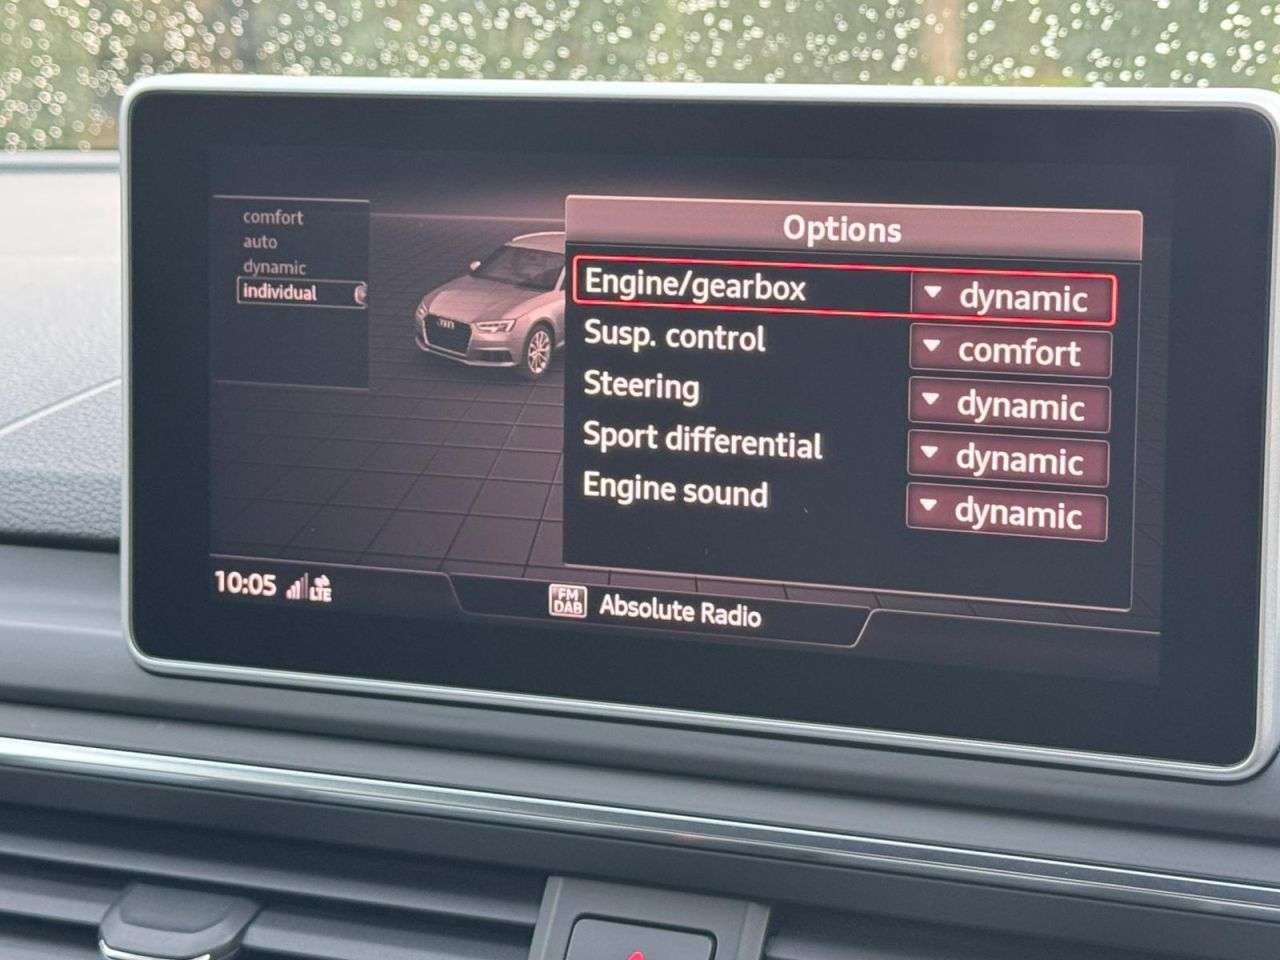 comfort
auto
dynamic
individual
Options
Engine/gearbox dynamic
Susp. control comfort
Steering dynamic
Sport differential dynamic
Engine sound dynamic
10:05 LTE
FM
DAB Absolute Radio